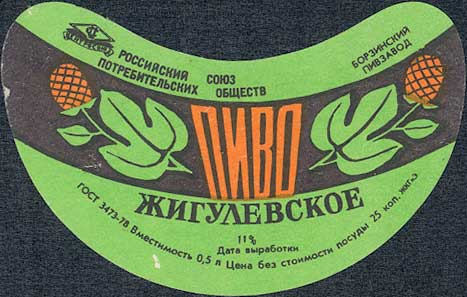 РОССИЙСКИЙ СОЮЗ
ПОТРЕБИТЕЛЬСКИХ ОБЩЕСТВ
БОРЗИНСКИЙ
ПИВЗАВОД
ПИВО
ЖИГУЛЕВСКОЕ
11%
Дата выработки
ГОСТ 3473-78 Вместимость 0,5 л Цена без стоимости посуды 25 коп. жкг-э